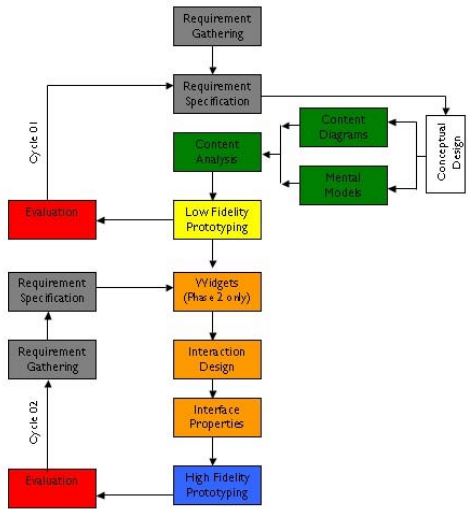 Requirement
Gathering
Requirement
Specification
Cycle 01
Content
Diagrams
Conceptual
Design
Content
Analysis
Mental
Models
Evaluation
Low Fidelity
Prototyping
Requirement
Specification
Widgets
(Phase 2 only)
Requirement
Gathering
Interaction
Design
Cycle 02
Interface
Properties
Evaluation
High Fidelity
Prototyping